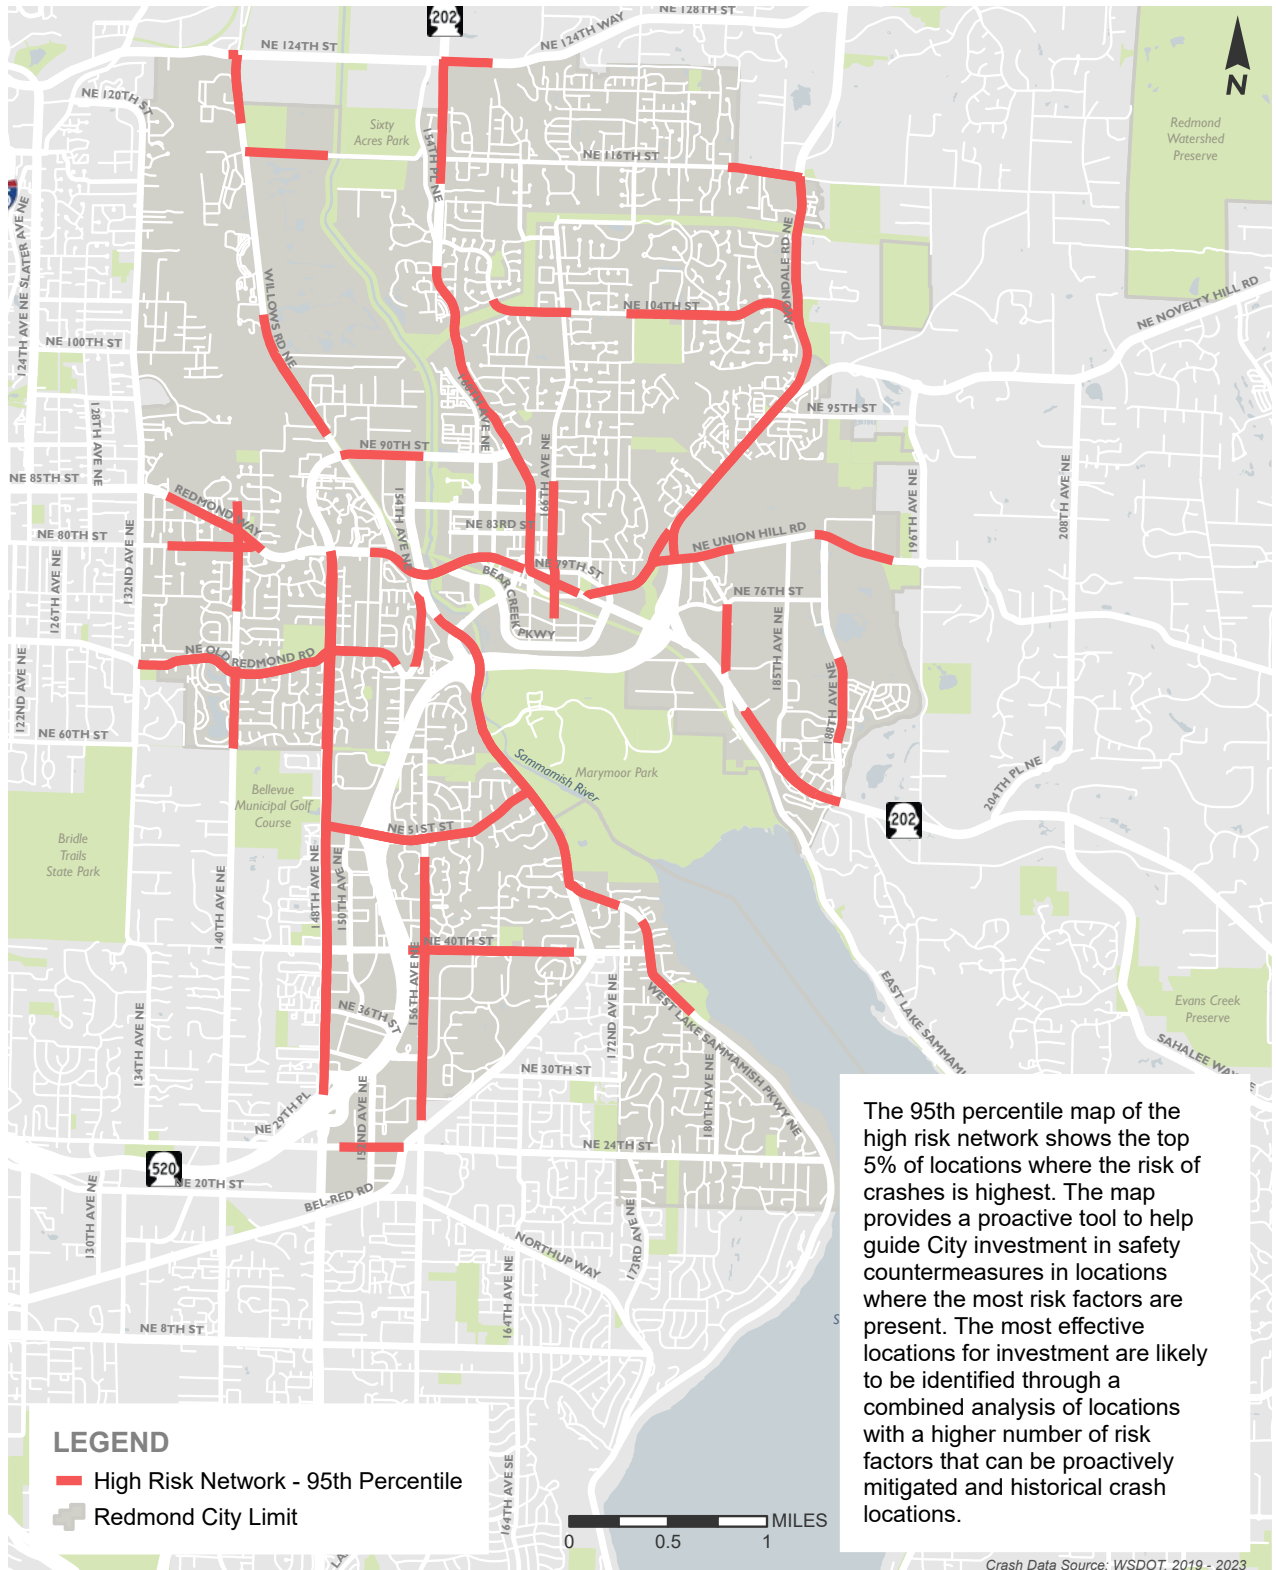 202
NE 128TH ST
NE 124TH WAY
NE 124TH ST
N
NE 120TH ST
Sixty
Acres Park
154TH PL NE
Redmond
Watershed
Preserve
NE 116TH ST
124TH AVE NE SLATER AVE NE
AVONDALE RD NE
WILLOWS RD NE
NE NOVELTY HILL RD
NE 104TH ST
NE 100TH ST
160TH AVE NE
128TH AVE NE
NE 95TH ST
NE 90TH ST
166TH AVE NE
NE 85TH ST
REDMOND WAY
154TH AVE NE
196TH AVE NE
208TH AVE NE
NE 83RD ST
NE 80TH ST
132ND AVE NE
126TH AVE NE
NE UNION HILL RD
NE 79TH ST
BEAR CREEK
PKWY
NE 76TH ST
185TH AVE NE
188TH AVE NE
122ND AVE NE
NE OLD REDMOND RD
NE 60TH ST
Sammamish
River
Marymoor Park
204TH PL NE
Bellevue
Municipal Golf
Course
202
NE 51ST ST
Bridle
Trails
State Park
148TH AVE NE
150TH AVE NE
140TH AVE NE
NE 40TH ST
156TH AVE NE
172ND AVE NE
WEST LAKE SAMMAMISH PKWY NE
EAST LAKE SAMMAMI
Evans Creek
Preserve
SAHALEE WAY
NE 36TH ST
134TH AVE NE
NE 30TH ST
180TH AVE NE
NE 29TH PL
152ND AVE NE
NE 24TH ST
520
NE 20TH ST
BEL-RED RD
130TH AVE NE
NORTHUP WAY
173RD AVE NE
164TH AVE NE
NE 8TH ST
164TH AVE SE
The 95th percentile map of the
high risk network shows the top
5% of locations where the risk of
crashes is highest. The map
provides a proactive tool to help
guide City investment in safety
countermeasures in locations
where the most risk factors are
present. The most effective
locations for investment are likely
to be identified through a
combined analysis of locations
with a higher number of risk
factors that can be proactively
mitigated and historical crash
locations.
LEGEND
High Risk Network - 95th Percentile
Redmond City Limit
MILES
0 0.5 1
Crash Data Source: WSDOT, 2019 - 2023